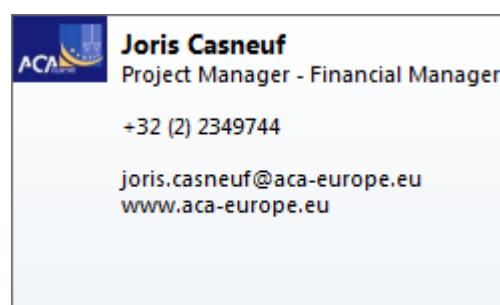 ACA
Joris Casneuf
Project Manager - Financial Manager
+32 (2) 2349744
joris.casneuf@aca-europe.eu
www.aca-europe.eu